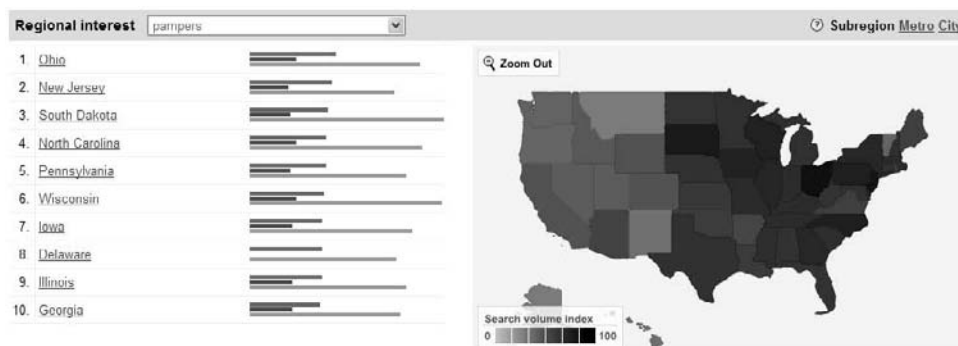 Regional interest pampers Subregion Metro City
Zoom Out
1. Ohio
2. New Jersey
3. South Dakota
4. North Carolina
5. Pennsylvania
6. Wisconsin
7. Iowa
8. Delaware
9. Illinois
10. Georgia
Search volume index
0 100